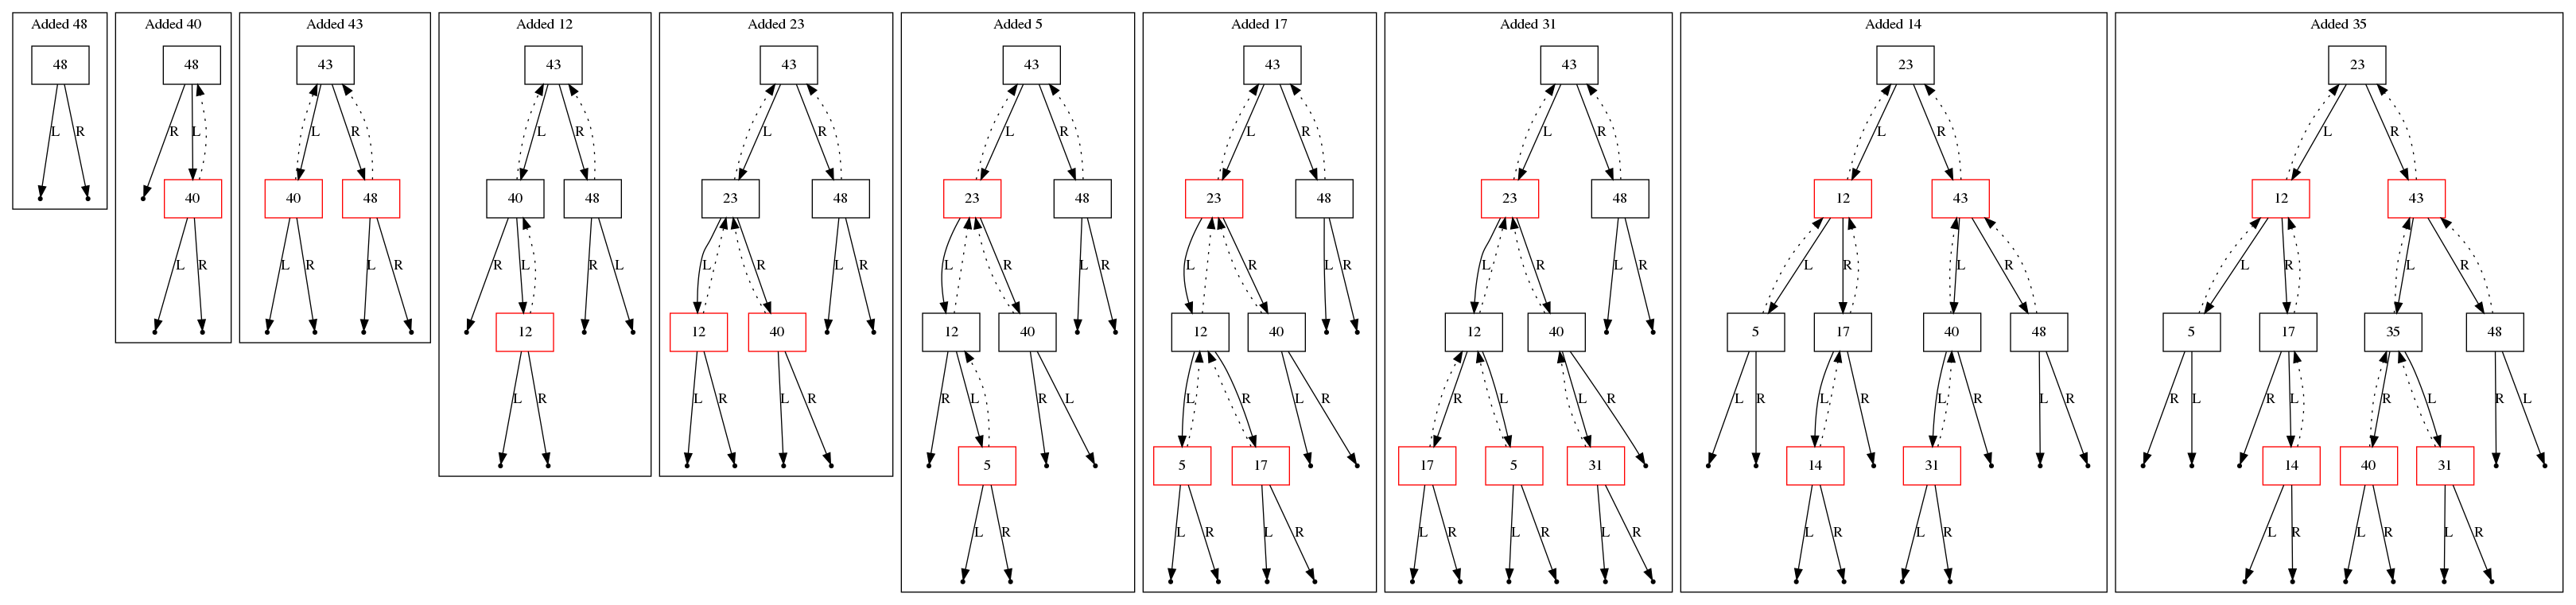 Added 48
48
L R
Added 40
48
R L
40
L R
Added 43
43
L R
40 48
L R L R
Added 12
43
L R
40 48
R L R L
12
L R
Added 23
43
L R
23 48
L R L R
12 40
L R L R
Added 5
43
L R
23 48
L R L R
12 40
R L R L
5
L R
Added 17
43
L R
23 48
L R L R
12 40
L R L R
5 17
L R L R
Added 31
43
L R
23 48
L R L R
12 40
R L L R
17 5 31
L R L R L R
Added 14
23
L R
12 43
L R L R
5 17 40 48
L R L R L R L R
14 31
L R L R
Added 35
23
L R
12 43
L R L R
5 17 35 48
R L R L R L R L
14 40 31
L R L R L R